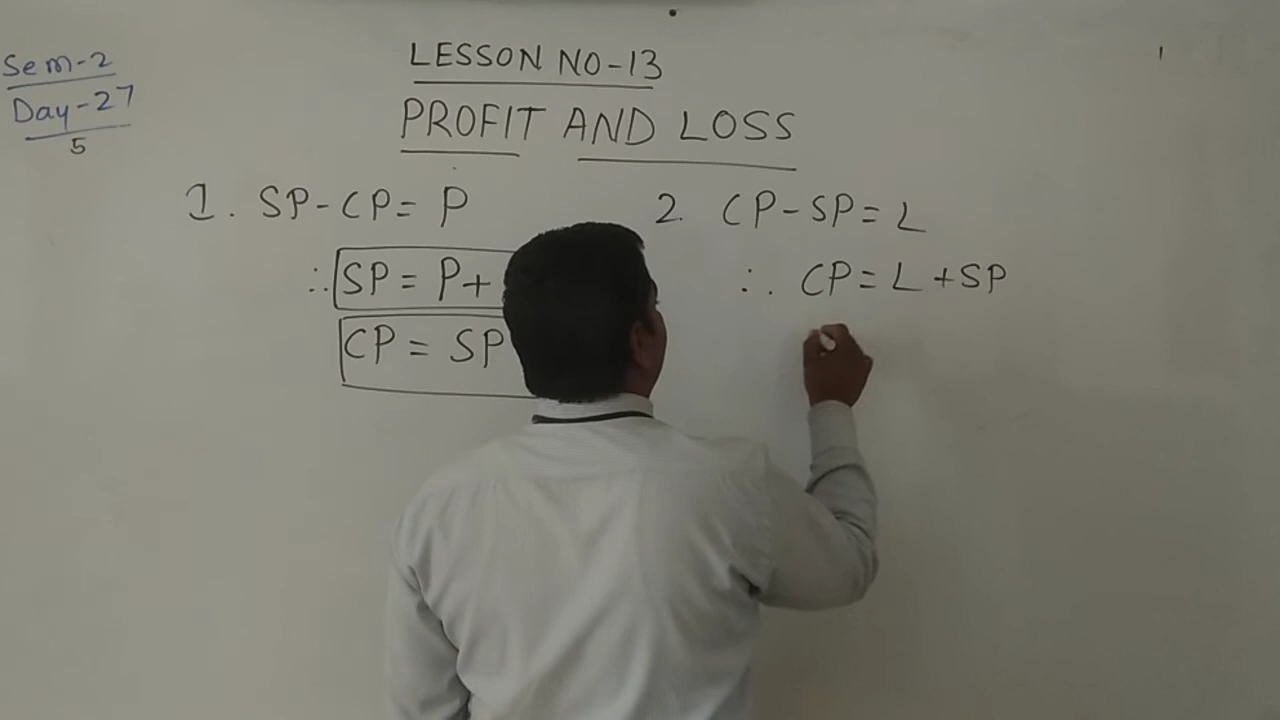 Sem-2
Day-27
5
LESSON NO-13
PROFIT AND LOSS
1. SP-CP= P
∴ SP = P+
CP = SP
2. CP-SP= L
∴ CP= L +SP